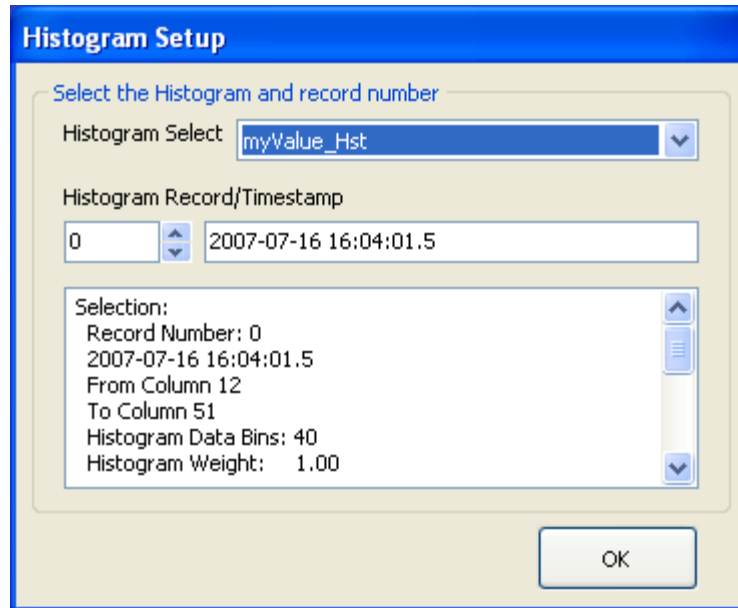 Histogram Setup
Select the Histogram and record number
Histogram Select myValue_Hst
Histogram Record/Timestamp
0 2007-07-16 16:04:01.5
Selection:
Record Number: 0
2007-07-16 16:04:01.5
From Column 12
To Column 51
Histogram Data Bins: 40
Histogram Weight: 1.00
OK